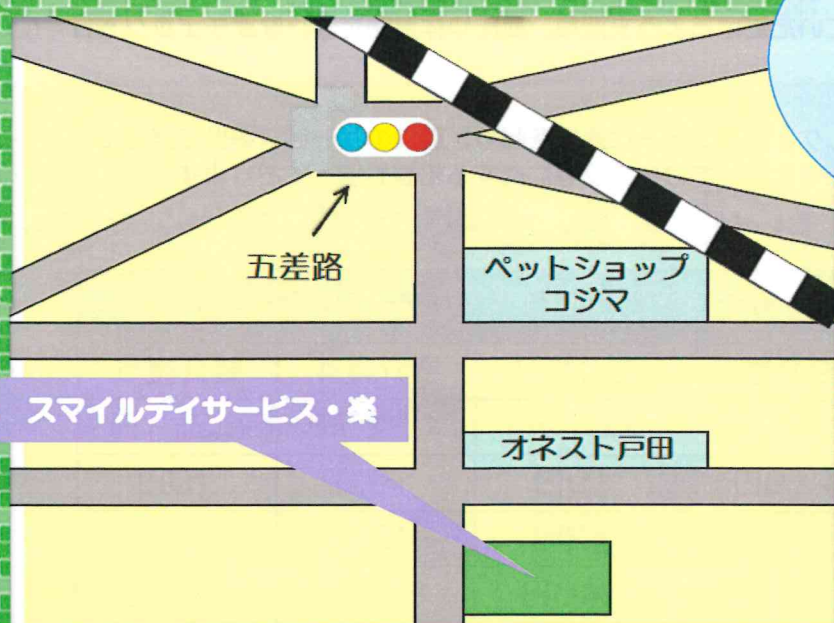 五差路
ペットショップ
コジマ
スマイルデイサービス・楽
オネスト戸田